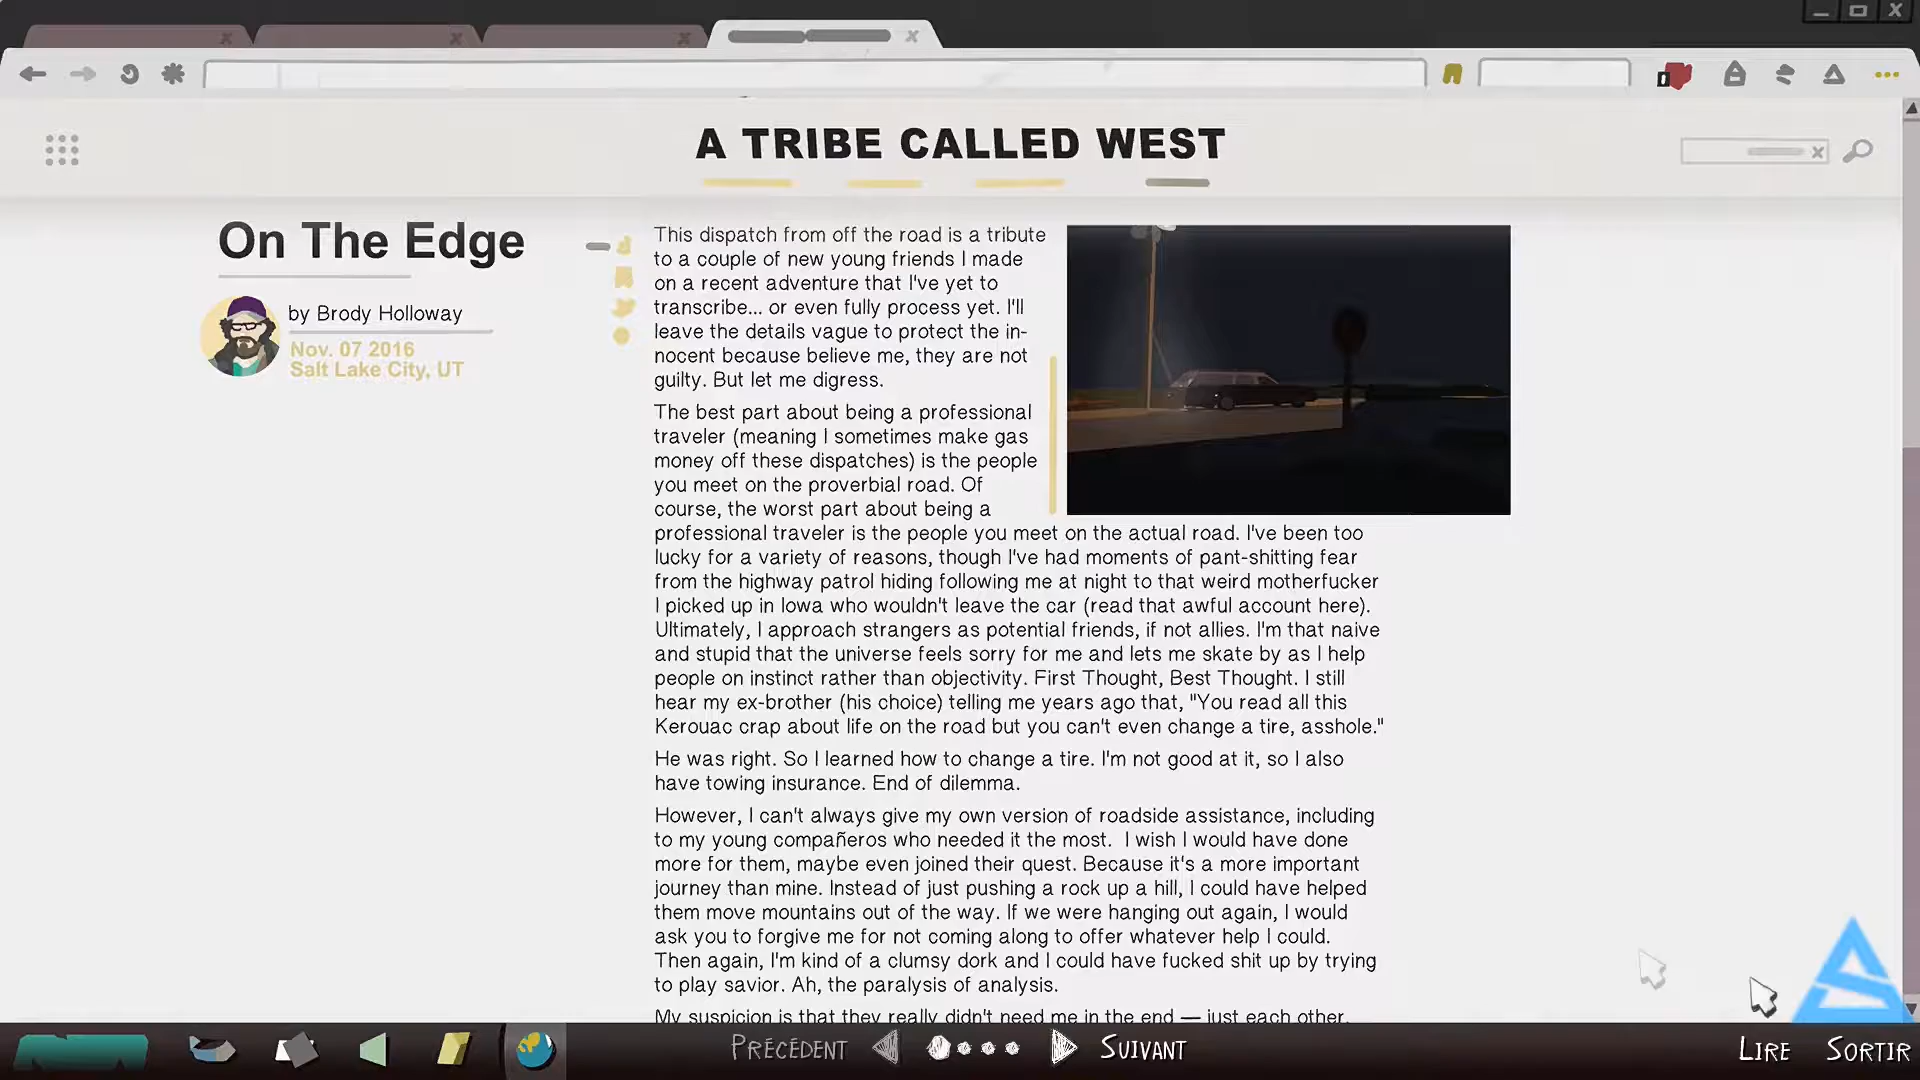 A TRIBE CALLED WEST
On The Edge
by Brody Holloway
Nov. 07 2016
Salt Lake City, UT
This dispatch from off the road is a tribute
to a couple of new young friends I made
on a recent adventure that I've yet to
transcribe... or even fully process yet. I'll
leave the details vague to protect the in-
nocent because believe me, they are not
guilty. But let me digress.
The best part about being a professional
traveler (meaning I sometimes make gas
money off these dispatches) is the people
you meet on the proverbial road. Of
course, the worst part about being a
professional traveler is the people you meet on the actual road. I've been too
lucky for a variety of reasons, though I've had moments of pant-shitting fear
from the highway patrol hiding following me at night to that weird motherfucker
I picked up in Iowa who wouldn't leave the car (read that awful account here).
Ultimately, I approach strangers as potential friends, if not allies. I'm that naive
and stupid that the universe feels sorry for me and lets me skate by as I help
people on instinct rather than objectivity. First Thought, Best Thought. I still
hear my ex-brother (his choice) telling me years ago that, "You read all this
Kerouac crap about life on the road but you can't even change a tire, asshole."
He was right. So I learned how to change a tire. I'm not good at it, so I also
have towing insurance. End of dilemma.
However, I can't always give my own version of roadside assistance, including
to my young compañeros who needed it the most.  I wish I would have done
more for them, maybe even joined their quest. Because it's a more important
journey than mine. Instead of just pushing a rock up a hill, I could have helped
them move mountains out of the way. If we were hanging out again, I would
ask you to forgive me for not coming along to offer whatever help I could.
Then again, I'm kind of a clumsy dork and I could have fucked shit up by trying
to play savior. Ah, the paralysis of analysis.
My suspicion is that they really didn't need me in the end — just each other.
PRÉCÉDENT
SUIVANT
LIRE
SORTIR